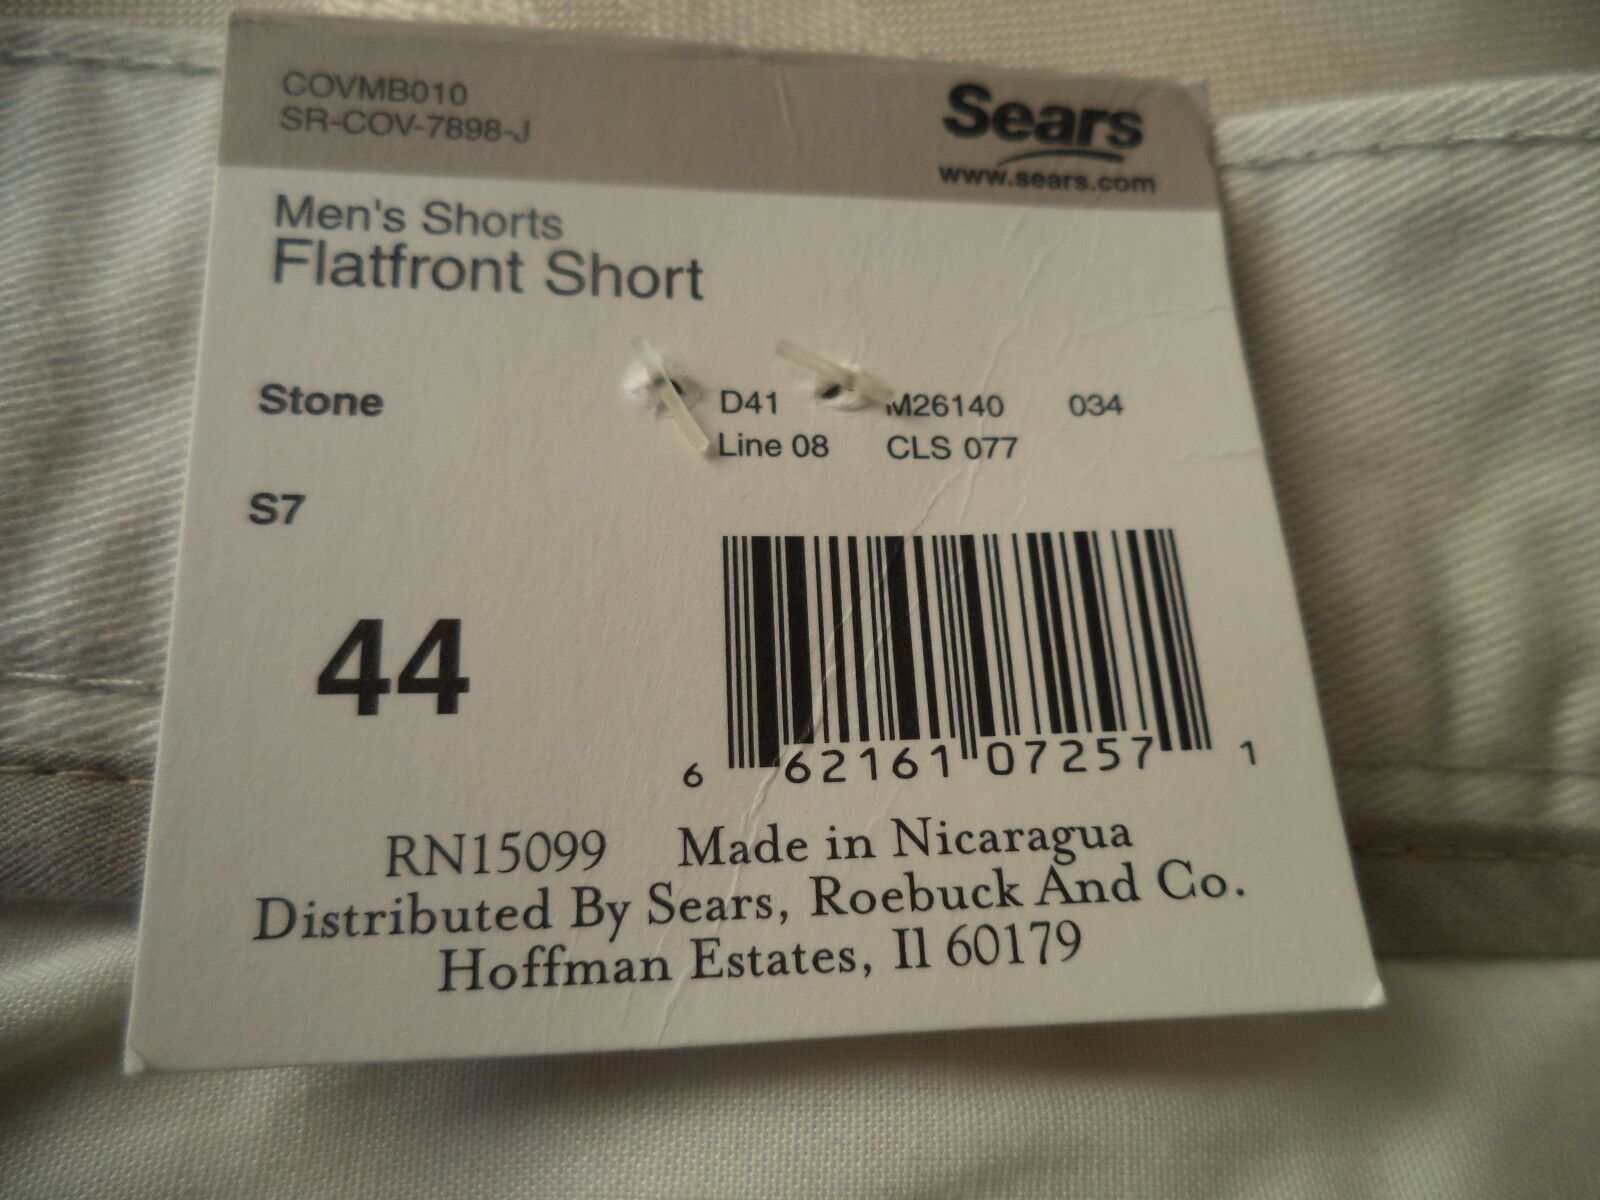 COVMB010
SR-COV-7898-J
Sears
www.sears.com
Men's Shorts
Flatfront Short
Stone
D41 M26140 034
Line 08 CLS 077
S7
44
6 62161 07257 1
RN15099 Made in Nicaragua
Distributed By Sears, Roebuck And Co.
Hoffman Estates, Il 60179